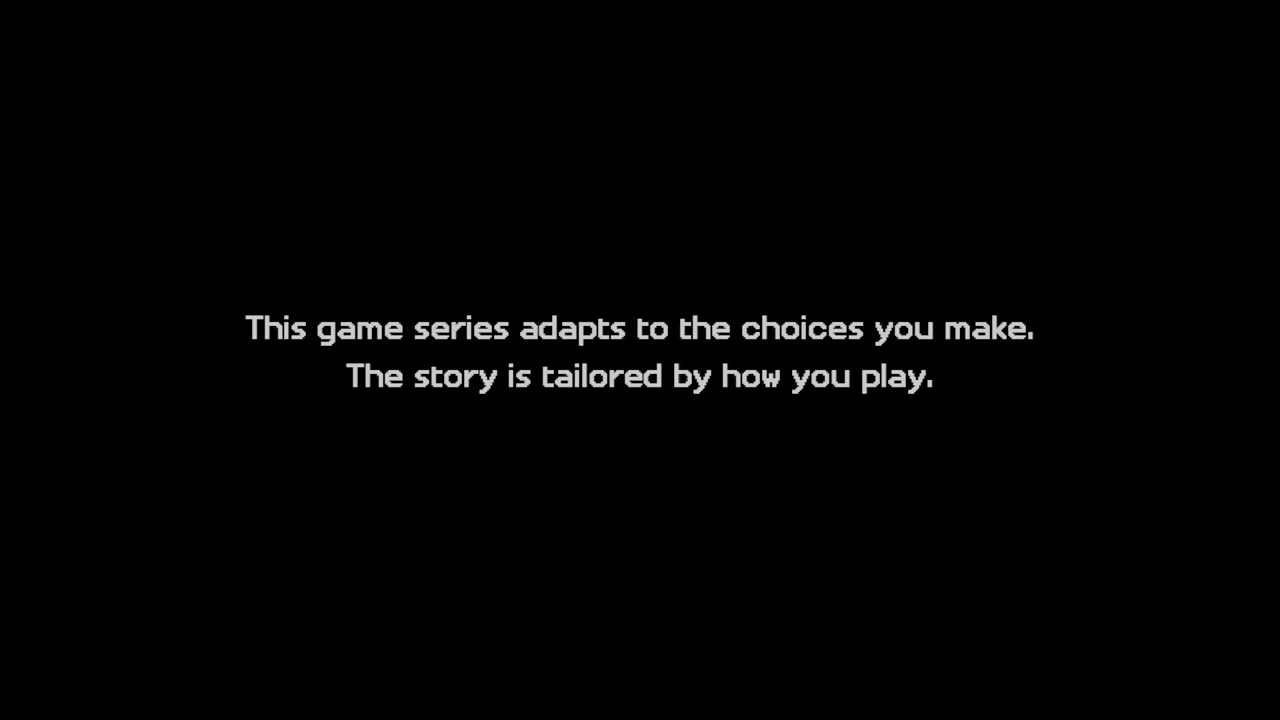 This game series adapts to the choices you make.
The story is tailored by how you play.